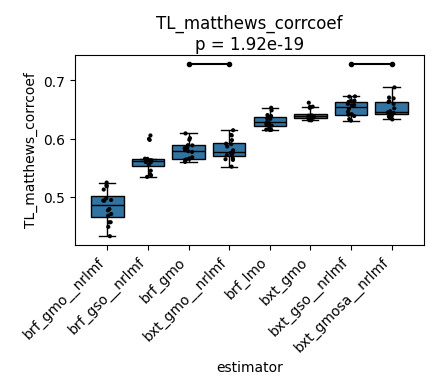 TL_matthews_corrcoef
p = 1.92e-19
TL_matthews_corrcoef
0.7
0.6
0.5
brf_gmo__nrlmf
brf_gso__nrlmf
brf_gmo
bxt_gmo__nrlmf
brf_lmo
bxt_gmo
bxt_gso__nrlmf
bxt_gmosa__nrlmf
estimator